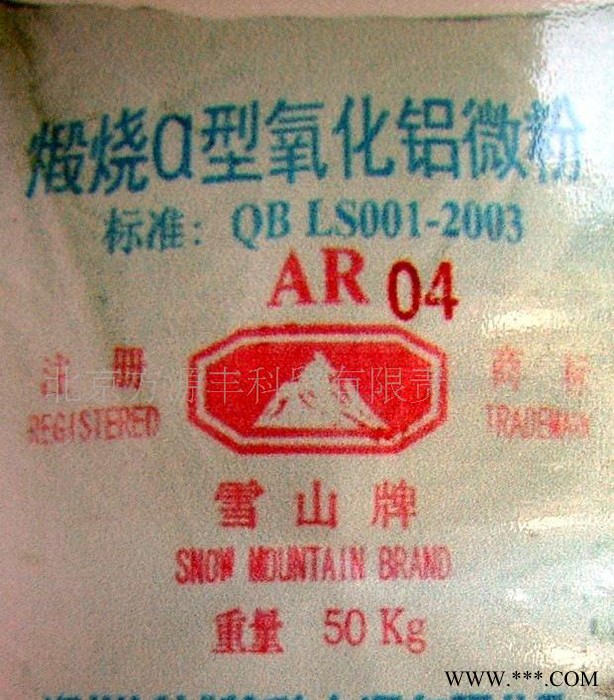 煅烧α型氧化铝微粉
标准：QB LS001-2003
AR 04
注册 商标
REGISTERED TRADEMARK
雪山牌
SNOW MOUNTAIN BRAND
重量 50 Kg
www.***.COM